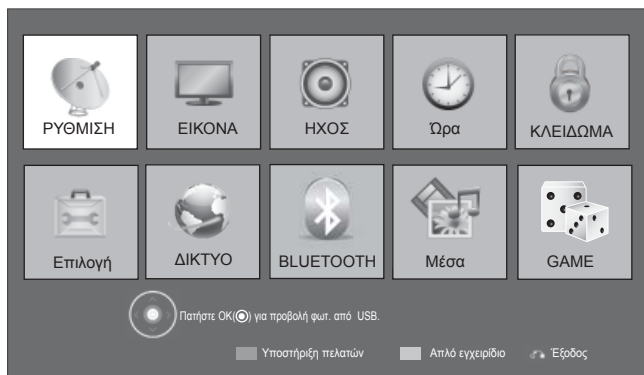 ΡΥΘΜΙΣΗ ΕΙΚΟΝΑ ΗΧΟΣ Ώρα ΚΛΕΙΔΩΜΑ
Επιλογή ΔΙΚΤΥΟ BLUETOOTH Μέσα GAME
Πατήστε OK(◉) για προβολή φωτ. από USB.
Υποστήριξη πελατών Απλό εγχειρίδιο Έξοδος